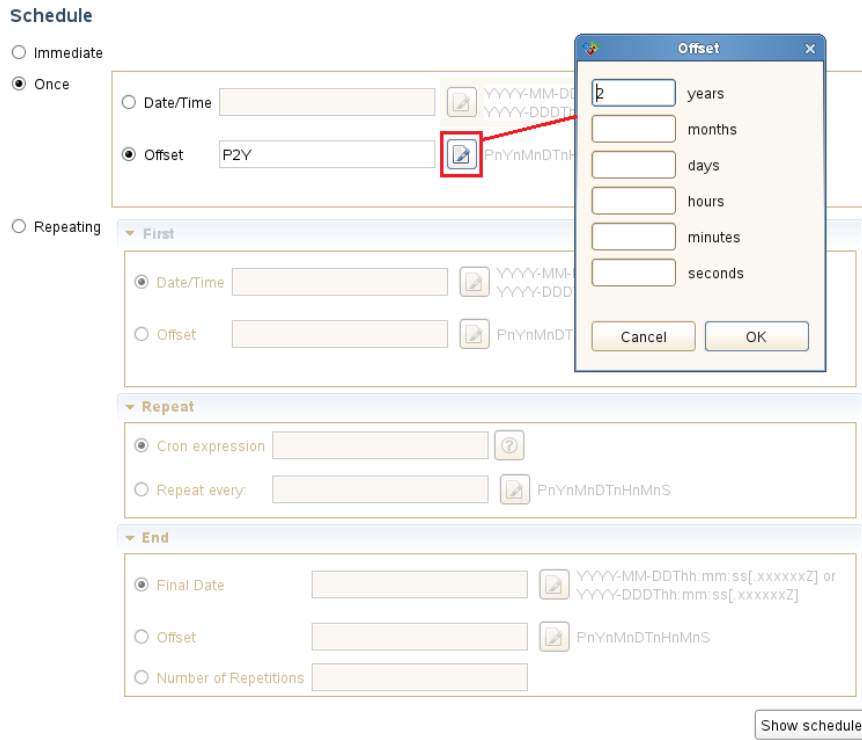 Schedule
Immediate
Once
Date/Time
YYYY-MM-DD
YYYY-DDDTh
Offset
P2Y
PnYnMnDTnH
Offset
2 years
months
days
hours
minutes
seconds
Cancel
OK
Repeating
First
Date/Time
YYYY-MM-
YYYY-DDD
Offset
PnYnMnDT
Repeat
Cron expression
Repeat every:
PnYnMnDTnHnMnS
End
Final Date
YYYY-MM-DDThh:mm:ss[.xxxxxxZ] or
YYYY-DDDThh:mm:ss[.xxxxxxZ]
Offset
PnYnMnDTnHnMnS
Number of Repetitions
Show schedule